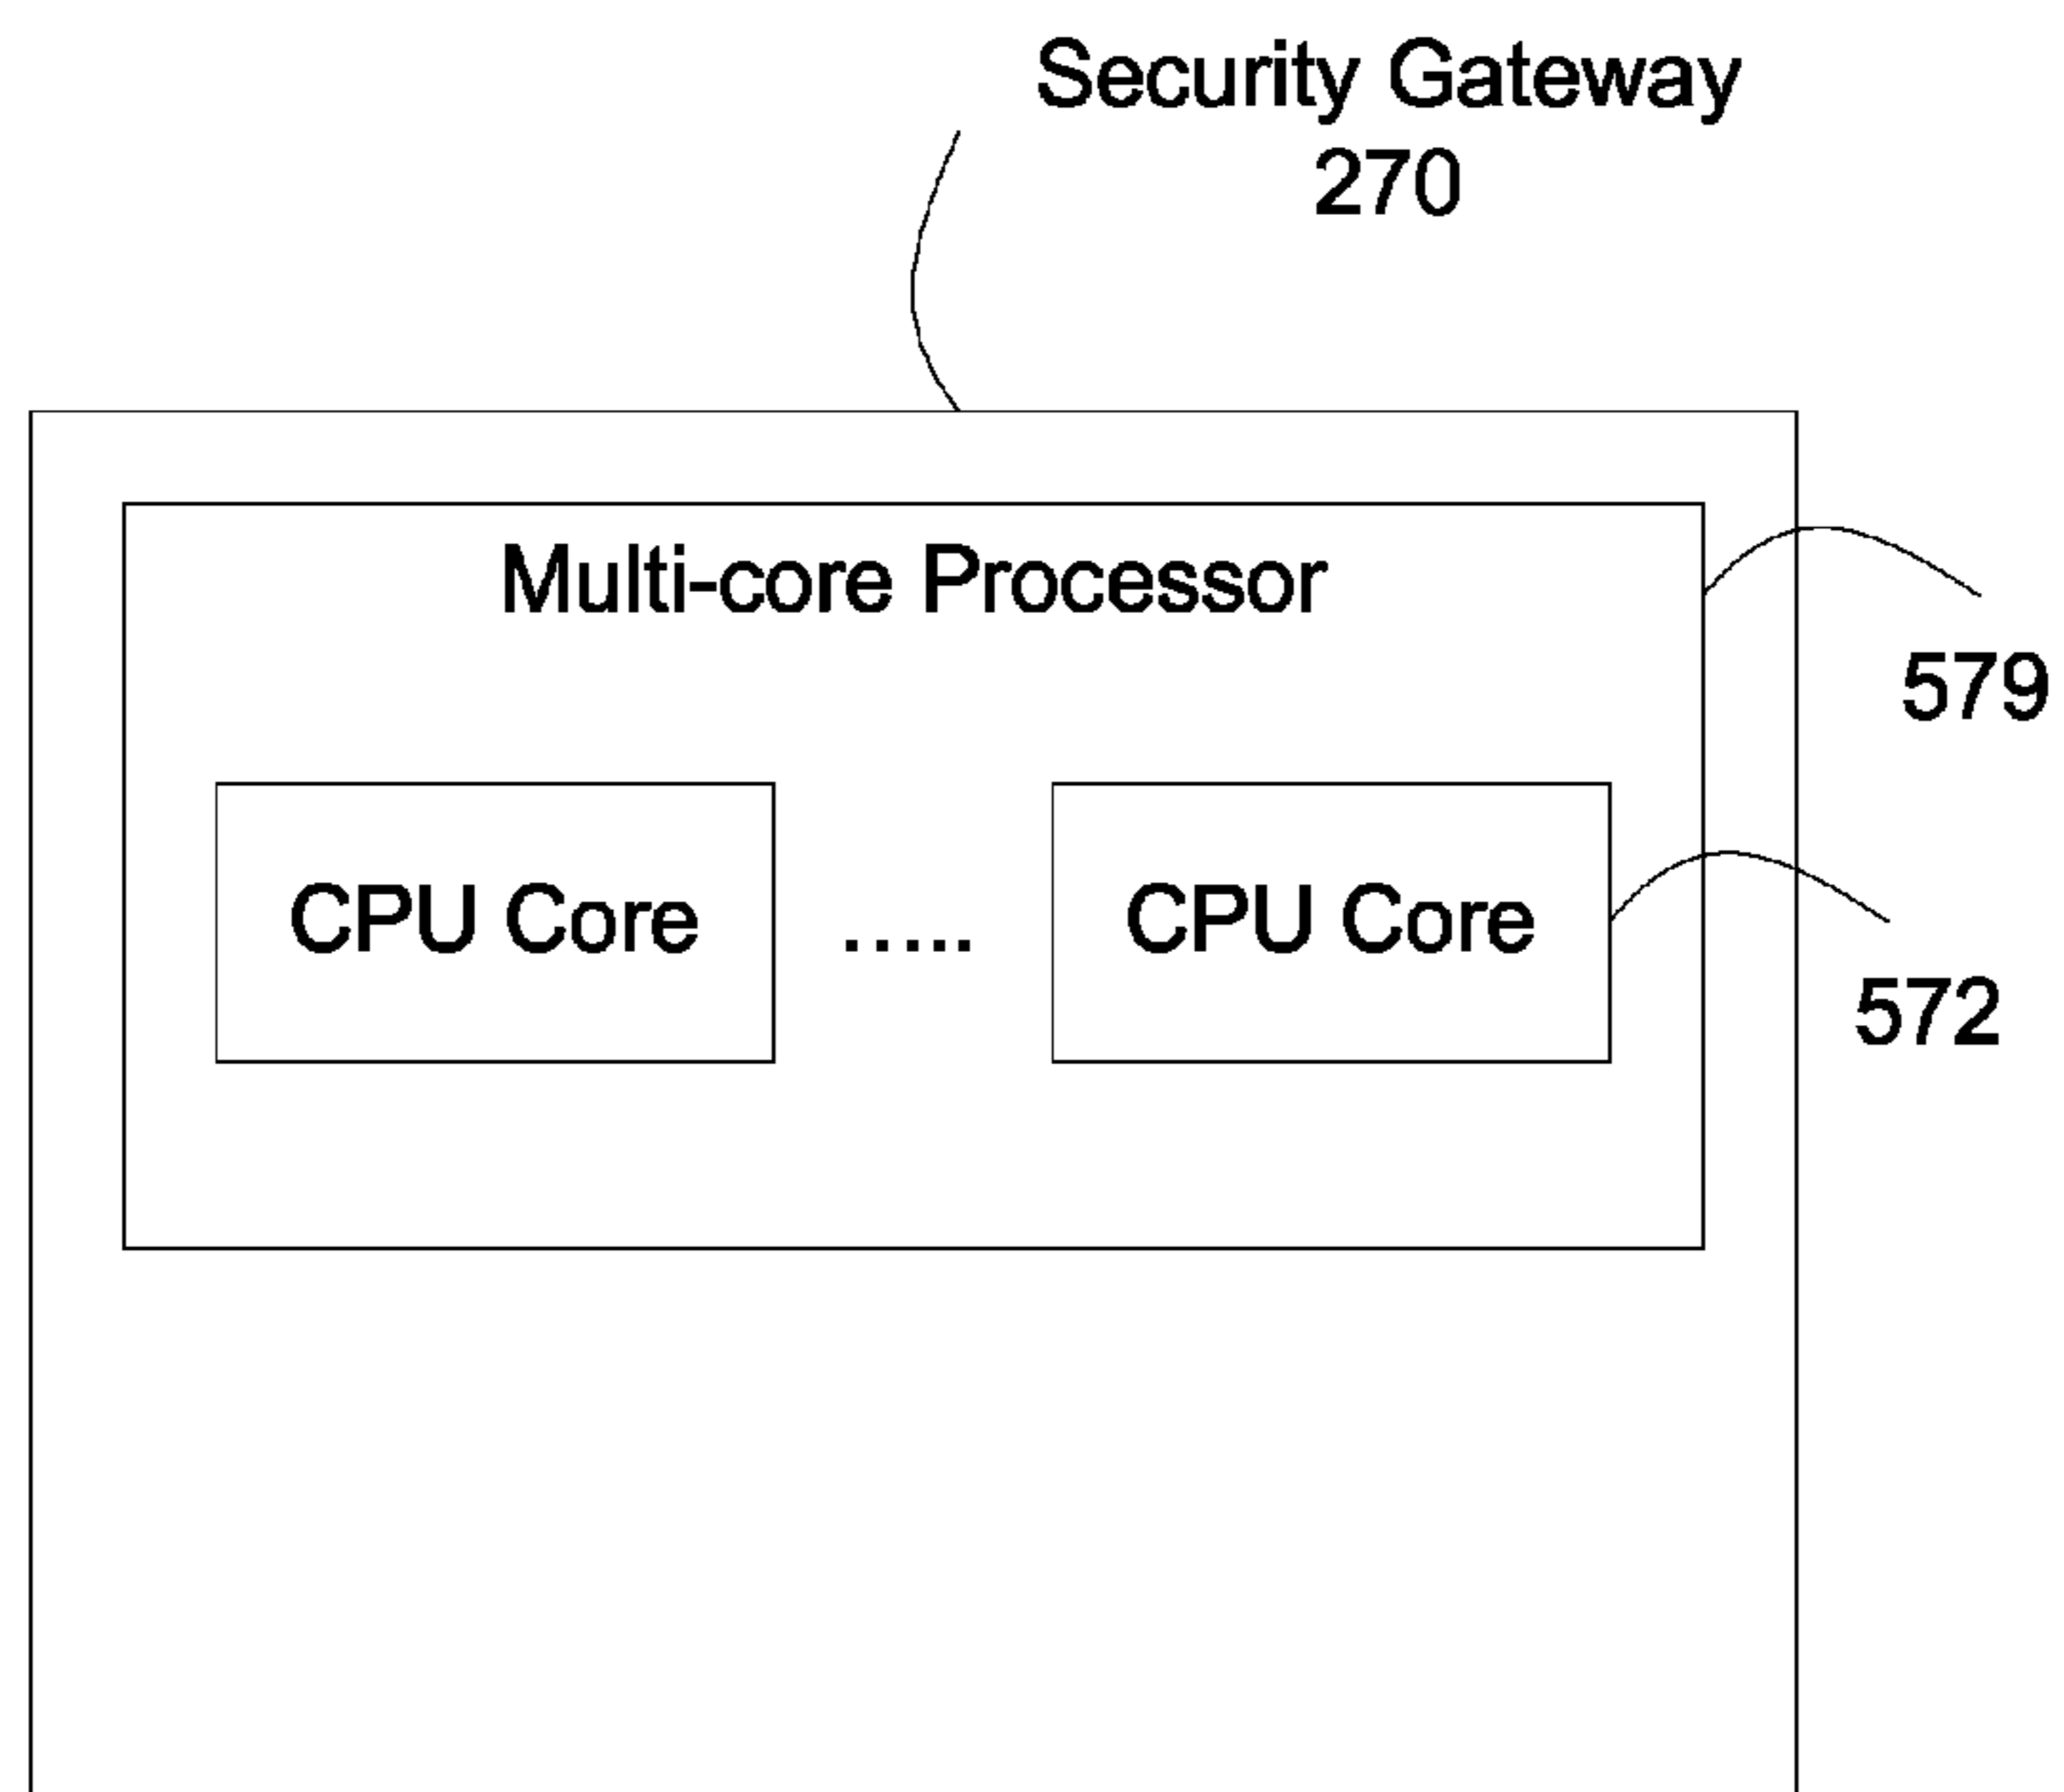 Security Gateway
270
Multi-core Processor
579
CPU Core ..... CPU Core
572